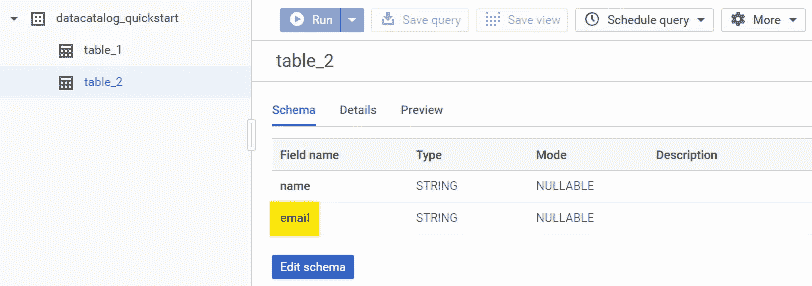 datacatalog_quickstart
table_1
table_2
Run Save query Save view Schedule query More
table_2
Schema Details Preview
Field name Type Mode Description
name STRING NULLABLE
email STRING NULLABLE
Edit schema